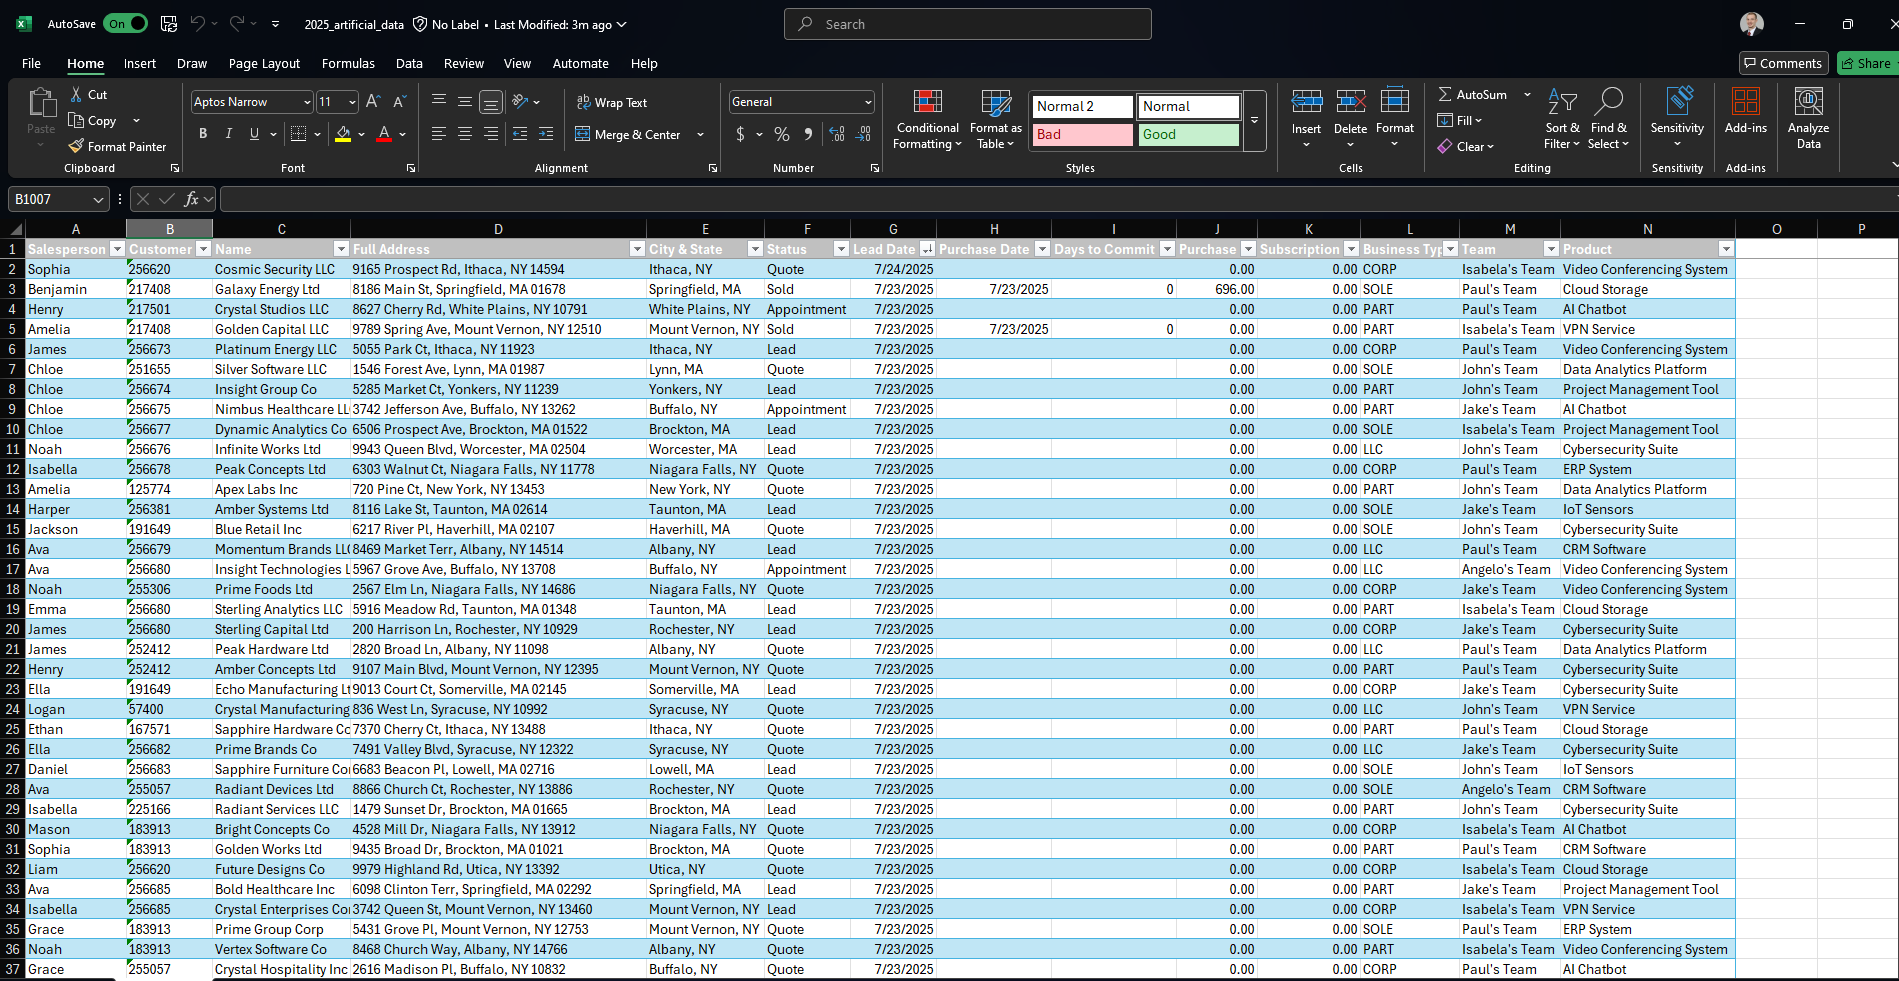 AutoSave On 2025_artificial_data No Label • Last Modified: 3m ago Search
File Home Insert Draw Page Layout Formulas Data Review View Automate Help Comments Share
Paste Cut Copy Format Painter Clipboard
Aptos Narrow 11 B I U A Font
Wrap Text Merge & Center Alignment
General $ % Number
Conditional Formatting Format as Table Normal 2 Normal Bad Good Styles
Insert Delete Format Cells
AutoSum Fill Clear Sort & Filter Find & Select Editing
Sensitivity Sensitivity
Add-ins Add-ins
Analyze Data
B1007 fx
A B C D E F G H I J K L M N O P
1 Salesperson Customer Name Full Address City & State Status Lead Date Purchase Date Days to Commit Purchase Subscription Business Typ Team Product
2 Sophia 256620 Cosmic Security LLC 9165 Prospect Rd, Ithaca, NY 14594 Ithaca, NY Quote 7/24/2025 0.00 0.00 CORP Isabela's Team Video Conferencing System
3 Benjamin 217408 Galaxy Energy Ltd 8186 Main St, Springfield, MA 01678 Springfield, MA Sold 7/23/2025 7/23/2025 0 696.00 0.00 SOLE Paul's Team Cloud Storage
4 Henry 217501 Crystal Studios LLC 8627 Cherry Rd, White Plains, NY 10791 White Plains, NY Appointment 7/23/2025 0.00 0.00 PART Paul's Team AI Chatbot
5 Amelia 217408 Golden Capital LLC 9789 Spring Ave, Mount Vernon, NY 12510 Mount Vernon, NY Sold 7/23/2025 7/23/2025 0 0.00 0.00 PART Isabela's Team VPN Service
6 James 256673 Platinum Energy LLC 5055 Park Ct, Ithaca, NY 11923 Ithaca, NY Lead 7/23/2025 0.00 0.00 CORP Paul's Team Video Conferencing System
7 Chloe 251655 Silver Software LLC 1546 Forest Ave, Lynn, MA 01987 Lynn, MA Quote 7/23/2025 0.00 0.00 SOLE John's Team Data Analytics Platform
8 Chloe 256674 Insight Group Co 5285 Market Ct, Yonkers, NY 11239 Yonkers, NY Lead 7/23/2025 0.00 0.00 PART John's Team Project Management Tool
9 Chloe 256675 Nimbus Healthcare LL 3742 Jefferson Ave, Buffalo, NY 13262 Buffalo, NY Appointment 7/23/2025 0.00 0.00 PART Jake's Team AI Chatbot
10 Chloe 256677 Dynamic Analytics Co 6506 Prospect Ave, Brockton, MA 01522 Brockton, MA Lead 7/23/2025 0.00 0.00 SOLE Isabela's Team Project Management Tool
11 Noah 256676 Infinite Works Ltd 9943 Queen Blvd, Worcester, MA 02504 Worcester, MA Lead 7/23/2025 0.00 0.00 LLC John's Team Cybersecurity Suite
12 Isabella 256678 Peak Concepts Ltd 6303 Walnut Ct, Niagara Falls, NY 11778 Niagara Falls, NY Quote 7/23/2025 0.00 0.00 CORP Paul's Team ERP System
13 Amelia 125774 Apex Labs Inc 720 Pine Ct, New York, NY 13453 New York, NY Quote 7/23/2025 0.00 0.00 PART John's Team Data Analytics Platform
14 Harper 256381 Amber Systems Ltd 8116 Lake St, Taunton, MA 02614 Taunton, MA Lead 7/23/2025 0.00 0.00 SOLE Jake's Team IoT Sensors
15 Jackson 191649 Blue Retail Inc 6217 River Pl, Haverhill, MA 02107 Haverhill, MA Quote 7/23/2025 0.00 0.00 SOLE John's Team Cybersecurity Suite
16 Ava 256679 Momentum Brands LL 8469 Market Terr, Albany, NY 14514 Albany, NY Lead 7/23/2025 0.00 0.00 LLC Paul's Team CRM Software
17 Ava 256680 Insight Technologies L 5967 Grove Ave, Buffalo, NY 13708 Buffalo, NY Appointment 7/23/2025 0.00 0.00 LLC Angelo's Team Video Conferencing System
18 Noah 255306 Prime Foods Ltd 2567 Elm Ln, Niagara Falls, NY 14686 Niagara Falls, NY Quote 7/23/2025 0.00 0.00 CORP Jake's Team Video Conferencing System
19 Emma 256680 Sterling Analytics LLC 5916 Meadow Rd, Taunton, MA 01348 Taunton, MA Lead 7/23/2025 0.00 0.00 PART Isabela's Team Cloud Storage
20 James 256680 Sterling Capital Ltd 200 Harrison Ln, Rochester, NY 10929 Rochester, NY Lead 7/23/2025 0.00 0.00 CORP Jake's Team Cybersecurity Suite
21 James 252412 Peak Hardware Ltd 2820 Broad Ln, Albany, NY 11098 Albany, NY Quote 7/23/2025 0.00 0.00 LLC Paul's Team Data Analytics Platform
22 Henry 252412 Amber Concepts Ltd 9107 Main Blvd, Mount Vernon, NY 12395 Mount Vernon, NY Quote 7/23/2025 0.00 0.00 PART Paul's Team Cybersecurity Suite
23 Ella 191649 Echo Manufacturing Lt 9013 Court Ct, Somerville, MA 02145 Somerville, MA Lead 7/23/2025 0.00 0.00 CORP Jake's Team Cybersecurity Suite
24 Logan 57400 Crystal Manufacturing 836 West Ln, Syracuse, NY 10992 Syracuse, NY Quote 7/23/2025 0.00 0.00 LLC John's Team VPN Service
25 Ethan 167571 Sapphire Hardware Co 7370 Cherry Ct, Ithaca, NY 13488 Ithaca, NY Quote 7/23/2025 0.00 0.00 PART Paul's Team Cloud Storage
26 Ella 256682 Prime Brands Co 7491 Valley Blvd, Syracuse, NY 12322 Syracuse, NY Quote 7/23/2025 0.00 0.00 LLC Jake's Team Cybersecurity Suite
27 Daniel 256683 Sapphire Furniture Co 6683 Beacon Pl, Lowell, MA 02716 Lowell, MA Lead 7/23/2025 0.00 0.00 SOLE John's Team IoT Sensors
28 Ava 255057 Radiant Devices Ltd 8866 Church Ct, Rochester, NY 13886 Rochester, NY Quote 7/23/2025 0.00 0.00 SOLE Angelo's Team CRM Software
29 Isabella 225166 Radiant Services LLC 1479 Sunset Dr, Brockton, MA 01665 Brockton, MA Lead 7/23/2025 0.00 0.00 PART John's Team Cybersecurity Suite
30 Mason 183913 Bright Concepts Co 4528 Mill Dr, Niagara Falls, NY 13912 Niagara Falls, NY Quote 7/23/2025 0.00 0.00 CORP Isabela's Team AI Chatbot
31 Sophia 183913 Golden Works Ltd 9435 Broad Dr, Brockton, MA 01021 Brockton, MA Quote 7/23/2025 0.00 0.00 PART Paul's Team CRM Software
32 Liam 256620 Future Designs Co 9979 Highland Rd, Utica, NY 13392 Utica, NY Quote 7/23/2025 0.00 0.00 CORP Isabela's Team Cloud Storage
33 Ava 256685 Bold Healthcare Inc 6098 Clinton Terr, Springfield, MA 02292 Springfield, MA Lead 7/23/2025 0.00 0.00 PART Jake's Team Project Management Tool
34 Isabella 256685 Crystal Enterprises Co 3742 Queen St, Mount Vernon, NY 13460 Mount Vernon, NY Lead 7/23/2025 0.00 0.00 CORP Isabela's Team VPN Service
35 Grace 183913 Prime Group Corp 5431 Grove Pl, Mount Vernon, NY 12753 Mount Vernon, NY Quote 7/23/2025 0.00 0.00 SOLE Paul's Team ERP System
36 Noah 183913 Vertex Software Co 8468 Church Way, Albany, NY 14766 Albany, NY Quote 7/23/2025 0.00 0.00 PART Isabela's Team Video Conferencing System
37 Grace 255057 Crystal Hospitality Inc 2616 Madison Pl, Buffalo, NY 10832 Buffalo, NY Quote 7/23/2025 0.00 0.00 CORP Paul's Team AI Chatbot